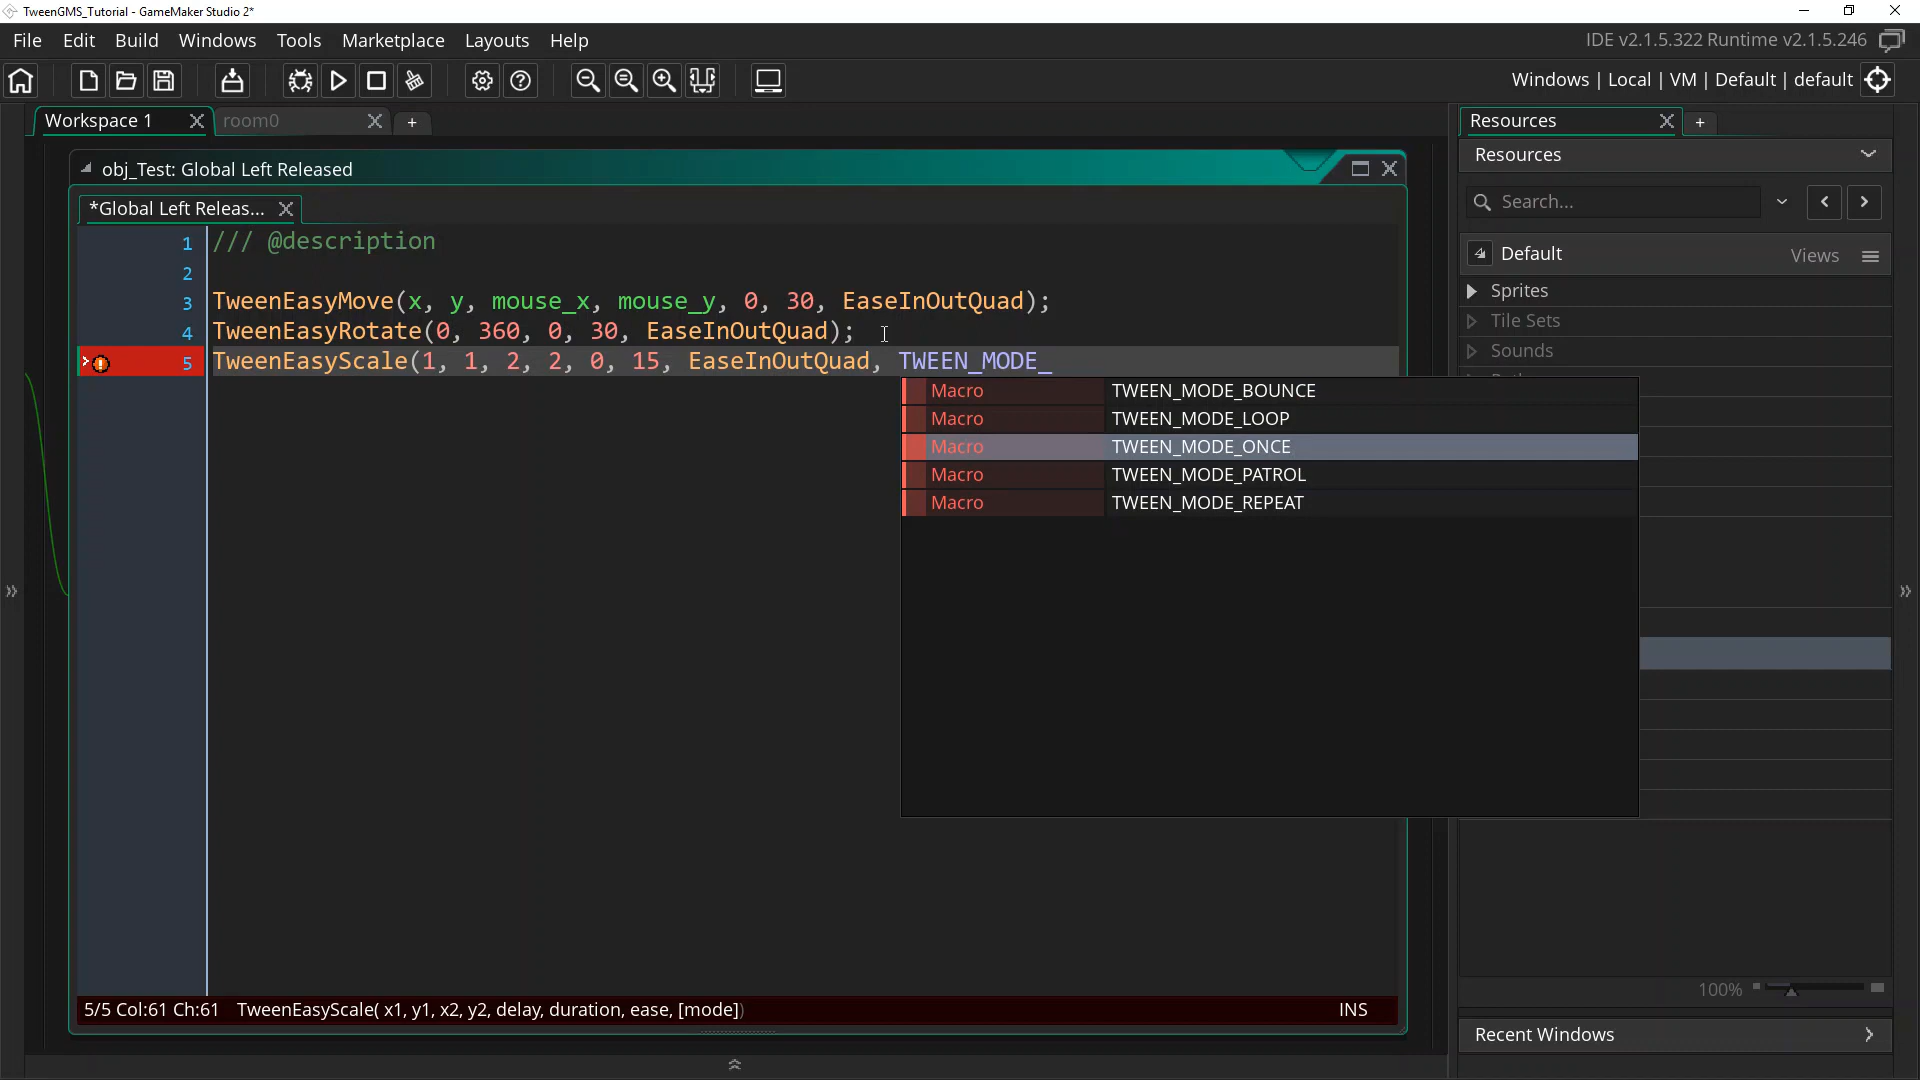 TweenGMS_Tutorial - GameMaker Studio 2*
File Edit Build Windows Tools Marketplace Layouts Help
IDE v2.1.5.322 Runtime v2.1.5.246
Windows | Local | VM | Default | default
Workspace 1
room0
+
Resources
+
obj_Test: Global Left Released
Resources
*Global Left Releas...
Search...
1 /// @description
2
3 TweenEasyMove(x, y, mouse_x, mouse_y, 0, 30, EaseInOutQuad);
4 TweenEasyRotate(0, 360, 0, 30, EaseInOutQuad);
5 TweenEasyScale(1, 1, 2, 2, 0, 15, EaseInOutQuad, TWEEN_MODE_
Macro TWEEN_MODE_BOUNCE
Macro TWEEN_MODE_LOOP
Macro TWEEN_MODE_ONCE
Macro TWEEN_MODE_PATROL
Macro TWEEN_MODE_REPEAT
Default
Views
Sprites
Tile Sets
Sounds
100%
5/5 Col:61 Ch:61 TweenEasyScale( x1, y1, x2, y2, delay, duration, ease, [mode])
INS
Recent Windows